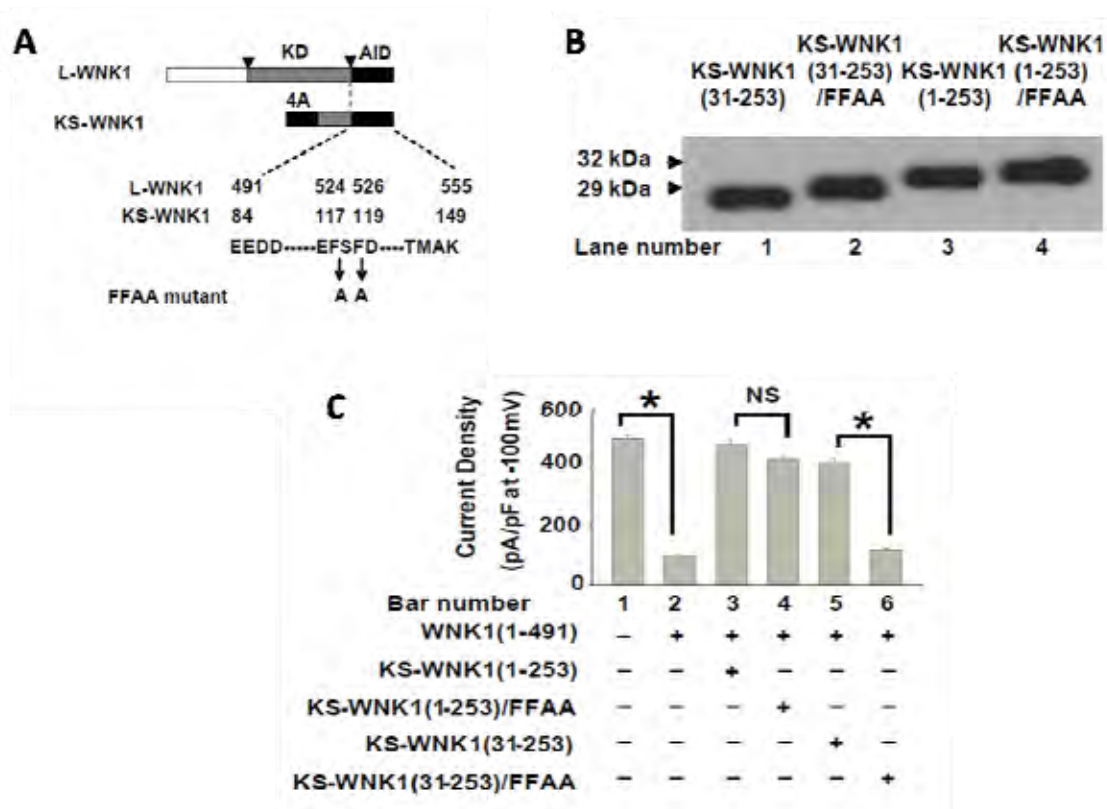 A
KD AID
L-WNK1
4A
KS-WNK1
L-WNK1 491 524 526 555
KS-WNK1 84 117 119 149
EEDD-----EFSFD----TMAK
FFAA mutant A A
B
KS-WNK1 KS-WNK1
KS-WNK1 (31-253) KS-WNK1 (1-253)
(31-253) /FFAA (1-253) /FFAA
32 kDa
29 kDa
Lane number 1 2 3 4
C
Current Density
(pA/pF at -100mV)
600
400
200
0
* NS *
Bar number 1 2 3 4 5 6
WNK1(1-491) – + + + + +
KS-WNK1(1-253) – – + – – –
KS-WNK1(1-253)/FFAA – – – + – –
KS-WNK1(31-253) – – – – + –
KS-WNK1(31-253)/FFAA – – – – – +